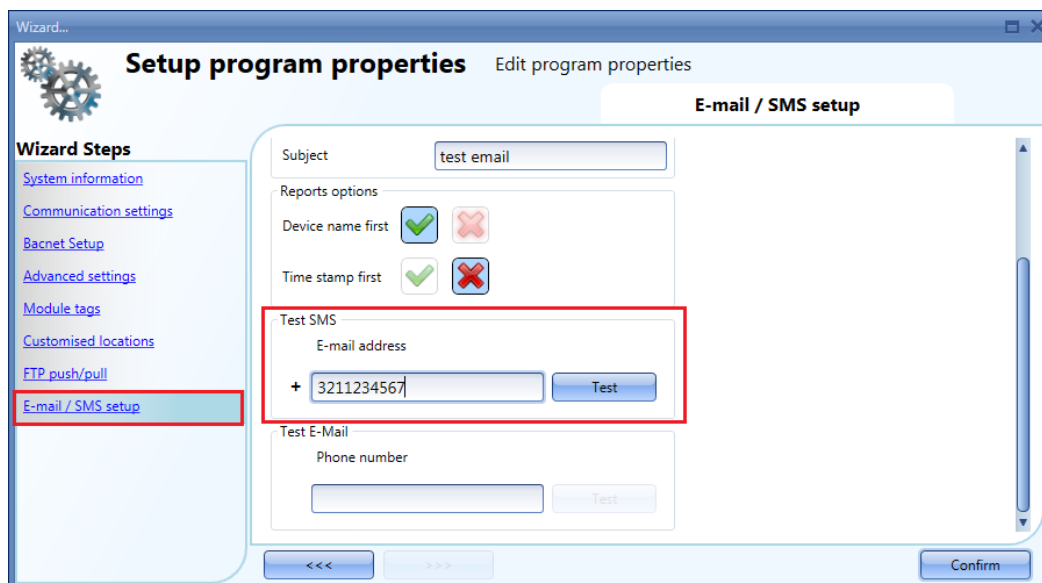 Wizard...
Setup program properties Edit program properties
E-mail / SMS setup
Wizard Steps
System information
Communication settings
Bacnet Setup
Advanced settings
Module tags
Customised locations
FTP push/pull
E-mail / SMS setup
Subject test email
Reports options
Device name first
Time stamp first
Test SMS
E-mail address
+ 3211234567 Test
Test E-Mail
Phone number
Test
<<< >>> Confirm